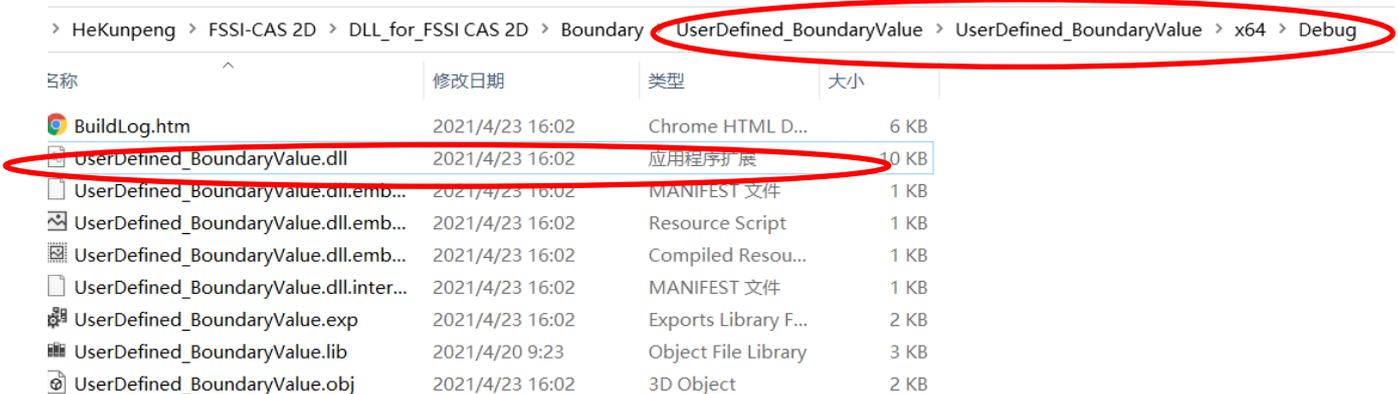 HeKunpeng > FSSI-CAS 2D > DLL_for_FSSI CAS 2D > Boundary > UserDefined_BoundaryValue > UserDefined_BoundaryValue > x64 > Debug
名称 修改日期 类型 大小
BuildLog.htm 2021/4/23 16:02 Chrome HTML D... 6 KB
UserDefined_BoundaryValue.dll 2021/4/23 16:02 应用程序扩展 10 KB
UserDefined_BoundaryValue.dll.emb... 2021/4/23 16:02 MANIFEST 文件 1 KB
UserDefined_BoundaryValue.dll.emb... 2021/4/23 16:02 Resource Script 1 KB
UserDefined_BoundaryValue.dll.emb... 2021/4/23 16:02 Compiled Resou... 1 KB
UserDefined_BoundaryValue.dll.inter... 2021/4/23 16:02 MANIFEST 文件 1 KB
UserDefined_BoundaryValue.exp 2021/4/23 16:02 Exports Library F... 2 KB
UserDefined_BoundaryValue.lib 2021/4/20 9:23 Object File Library 3 KB
UserDefined_BoundaryValue.obj 2021/4/23 16:02 3D Object 2 KB